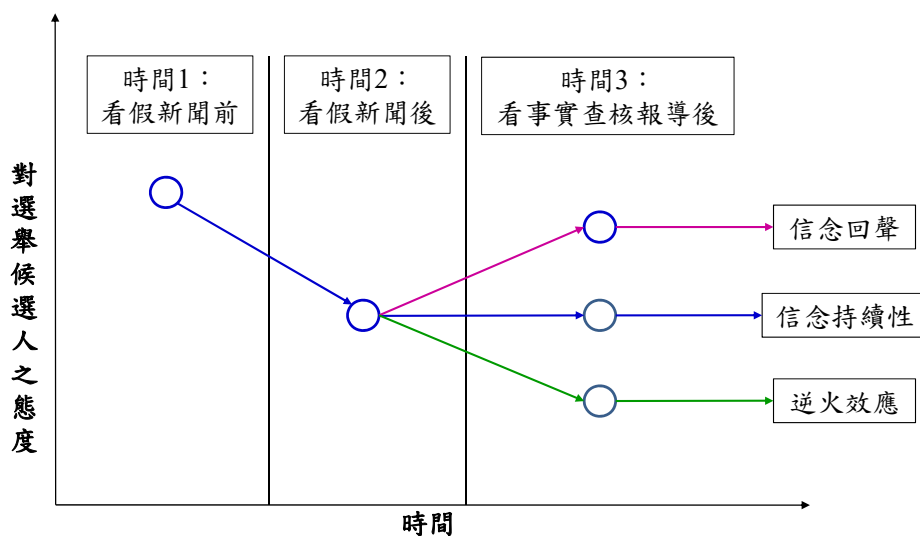 時間1：
看假新聞前
時間2：
看假新聞後
時間3：
看事實查核報導後
對選舉候選人之態度
信念回聲
信念持續性
逆火效應
時間